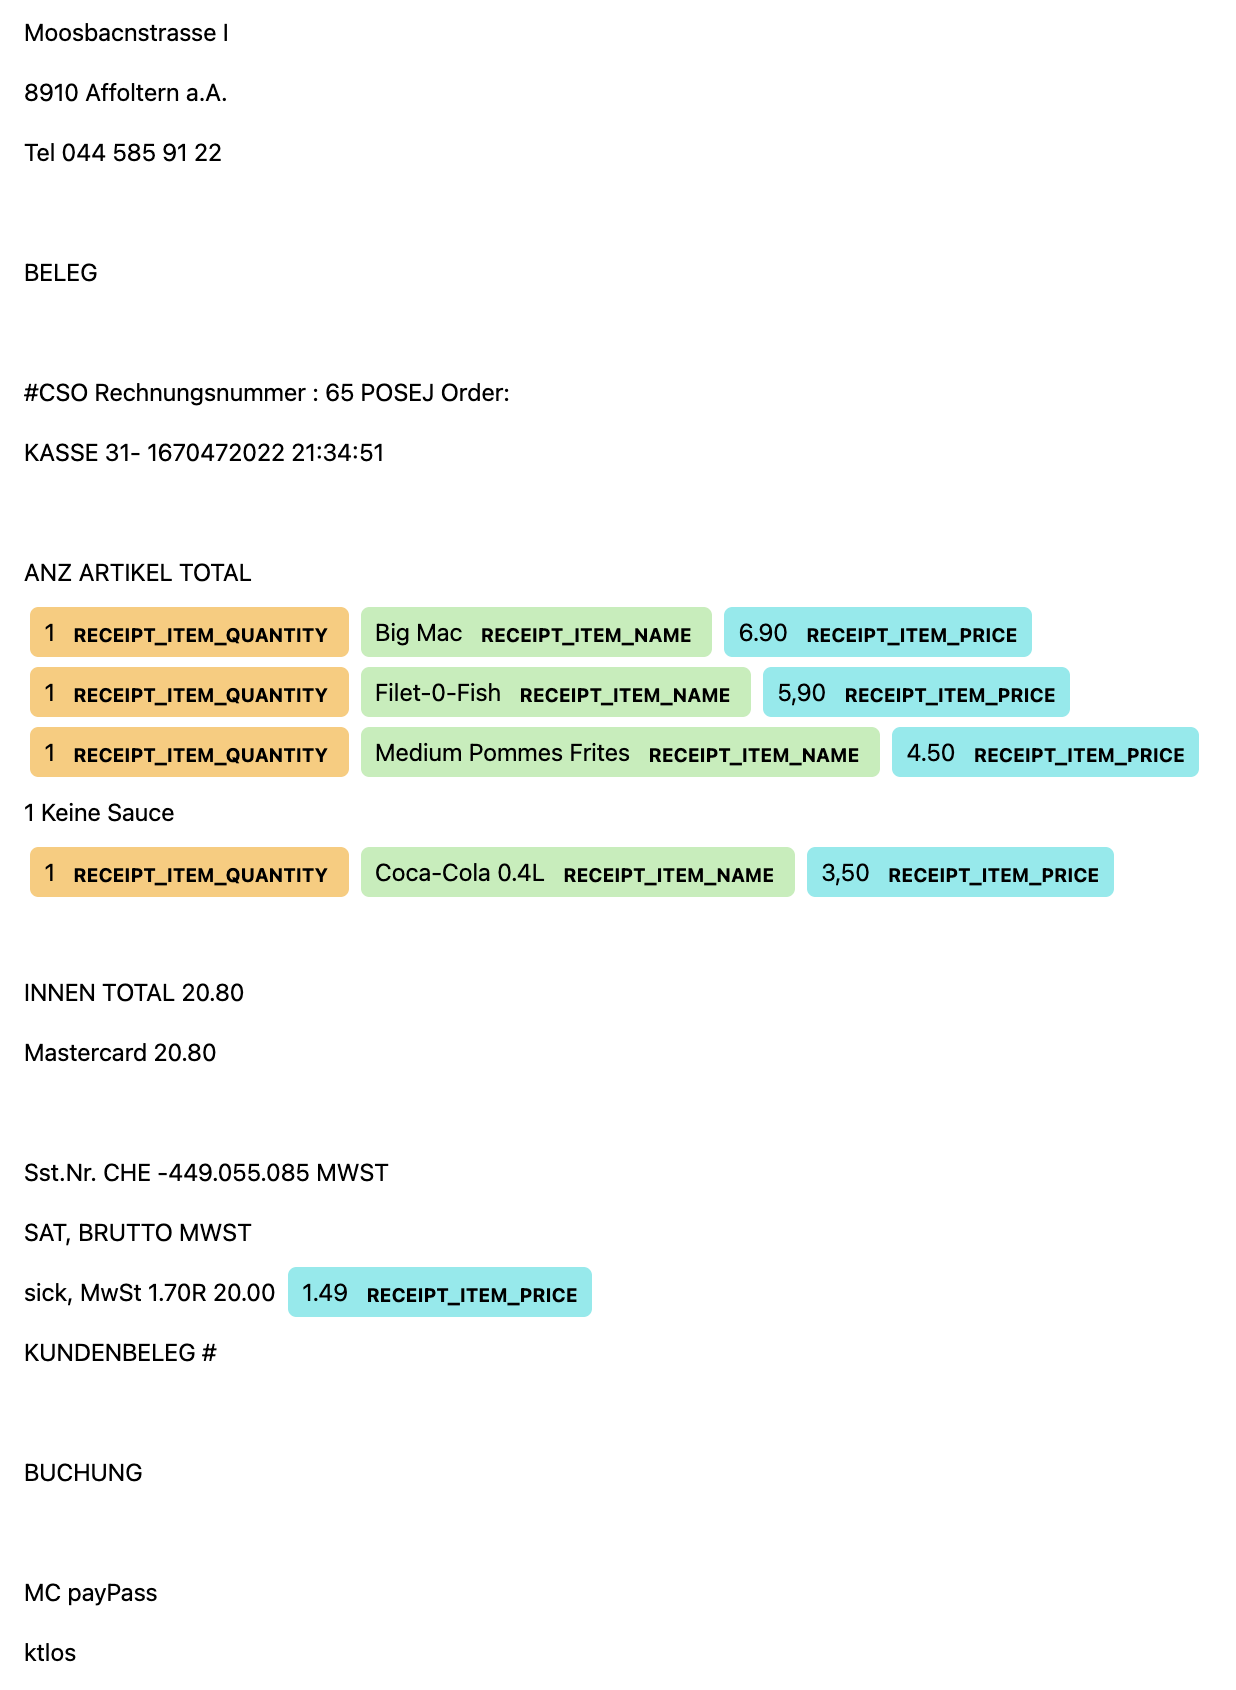 Moosbacnstrasse I
8910 Affoltern a.A.
Tel 044 585 91 22
BELEG
#CSO Rechnungsnummer : 65 POSEJ Order:
KASSE 31- 1670472022 21:34:51
ANZ ARTIKEL TOTAL
1 RECEIPT_ITEM_QUANTITY Big Mac RECEIPT_ITEM_NAME 6.90 RECEIPT_ITEM_PRICE
1 RECEIPT_ITEM_QUANTITY Filet-0-Fish RECEIPT_ITEM_NAME 5,90 RECEIPT_ITEM_PRICE
1 RECEIPT_ITEM_QUANTITY Medium Pommes Frites RECEIPT_ITEM_NAME 4.50 RECEIPT_ITEM_PRICE
1 Keine Sauce
1 RECEIPT_ITEM_QUANTITY Coca-Cola 0.4L RECEIPT_ITEM_NAME 3,50 RECEIPT_ITEM_PRICE
INNEN TOTAL 20.80
Mastercard 20.80
Sst.Nr. CHE -449.055.085 MWST
SAT, BRUTTO MWST
sick, MwSt 1.70R 20.00 1.49 RECEIPT_ITEM_PRICE
KUNDENBELEG #
BUCHUNG
MC payPass
ktlos